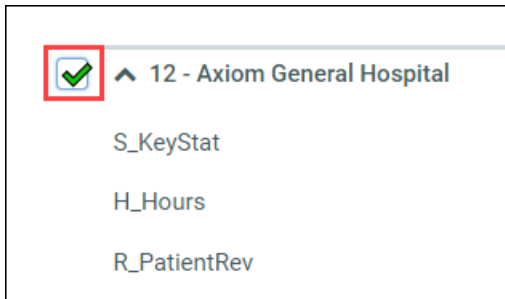 12 - Axiom General Hospital
S_KeyStat
H_Hours
R_PatientRev